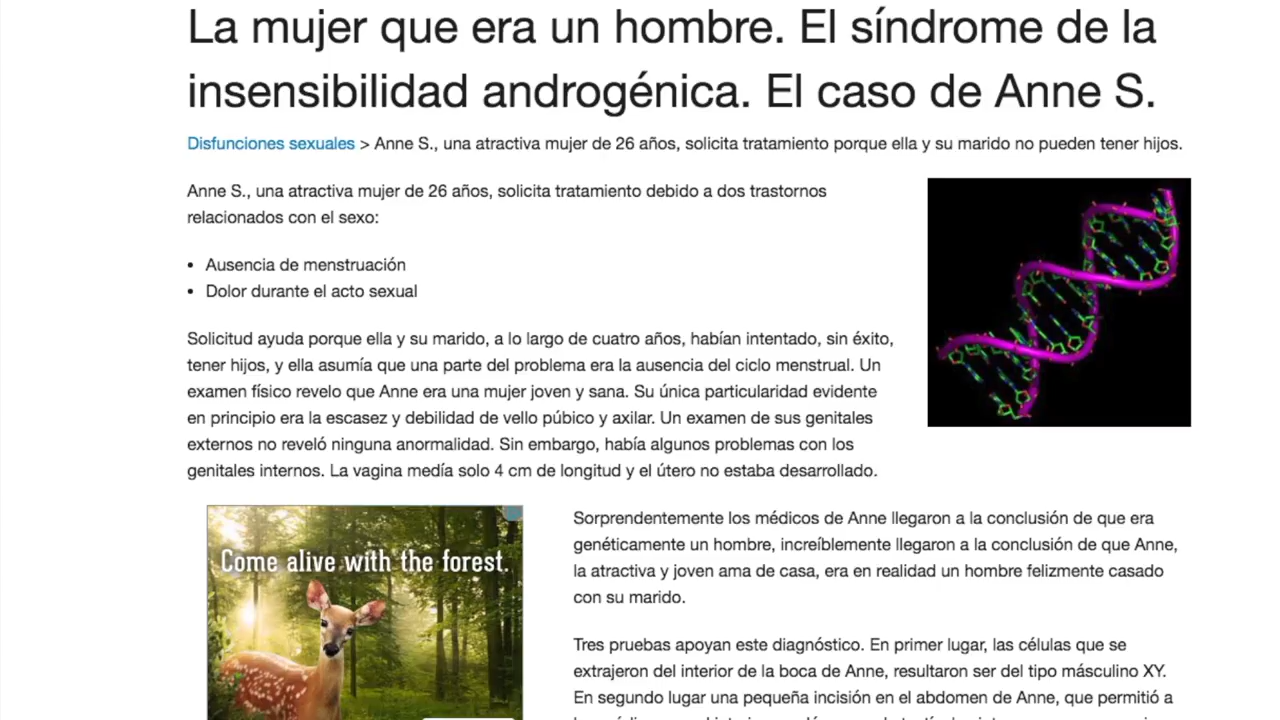 La mujer que era un hombre. El síndrome de la
insensibilidad androgénica. El caso de Anne S.
Disfunciones sexuales > Anne S., una atractiva mujer de 26 años, solicita tratamiento porque ella y su marido no pueden tener hijos.
Anne S., una atractiva mujer de 26 años, solicita tratamiento debido a dos trastornos
relacionados con el sexo:
• Ausencia de menstruación
• Dolor durante el acto sexual
Solicitud ayuda porque ella y su marido, a lo largo de cuatro años, habían intentado, sin éxito,
tener hijos, y ella asumía que una parte del problema era la ausencia del ciclo menstrual. Un
examen físico revelo que Anne era una mujer joven y sana. Su única particularidad evidente
en principio era la escasez y debilidad de vello púbico y axilar. Un examen de sus genitales
externos no reveló ninguna anormalidad. Sin embargo, había algunos problemas con los
genitales internos. La vagina medía solo 4 cm de longitud y el útero no estaba desarrollado.
Come alive with the forest.
Sorprendentemente los médicos de Anne llegaron a la conclusión de que era
genéticamente un hombre, increíblemente llegaron a la conclusión de que Anne,
la atractiva y joven ama de casa, era en realidad un hombre felizmente casado
con su marido.
Tres pruebas apoyan este diagnóstico. En primer lugar, las células que se
extrajeron del interior de la boca de Anne, resultaron ser del tipo másculino XY.
En segundo lugar una pequeña incisión en el abdomen de Anne, que permitió a